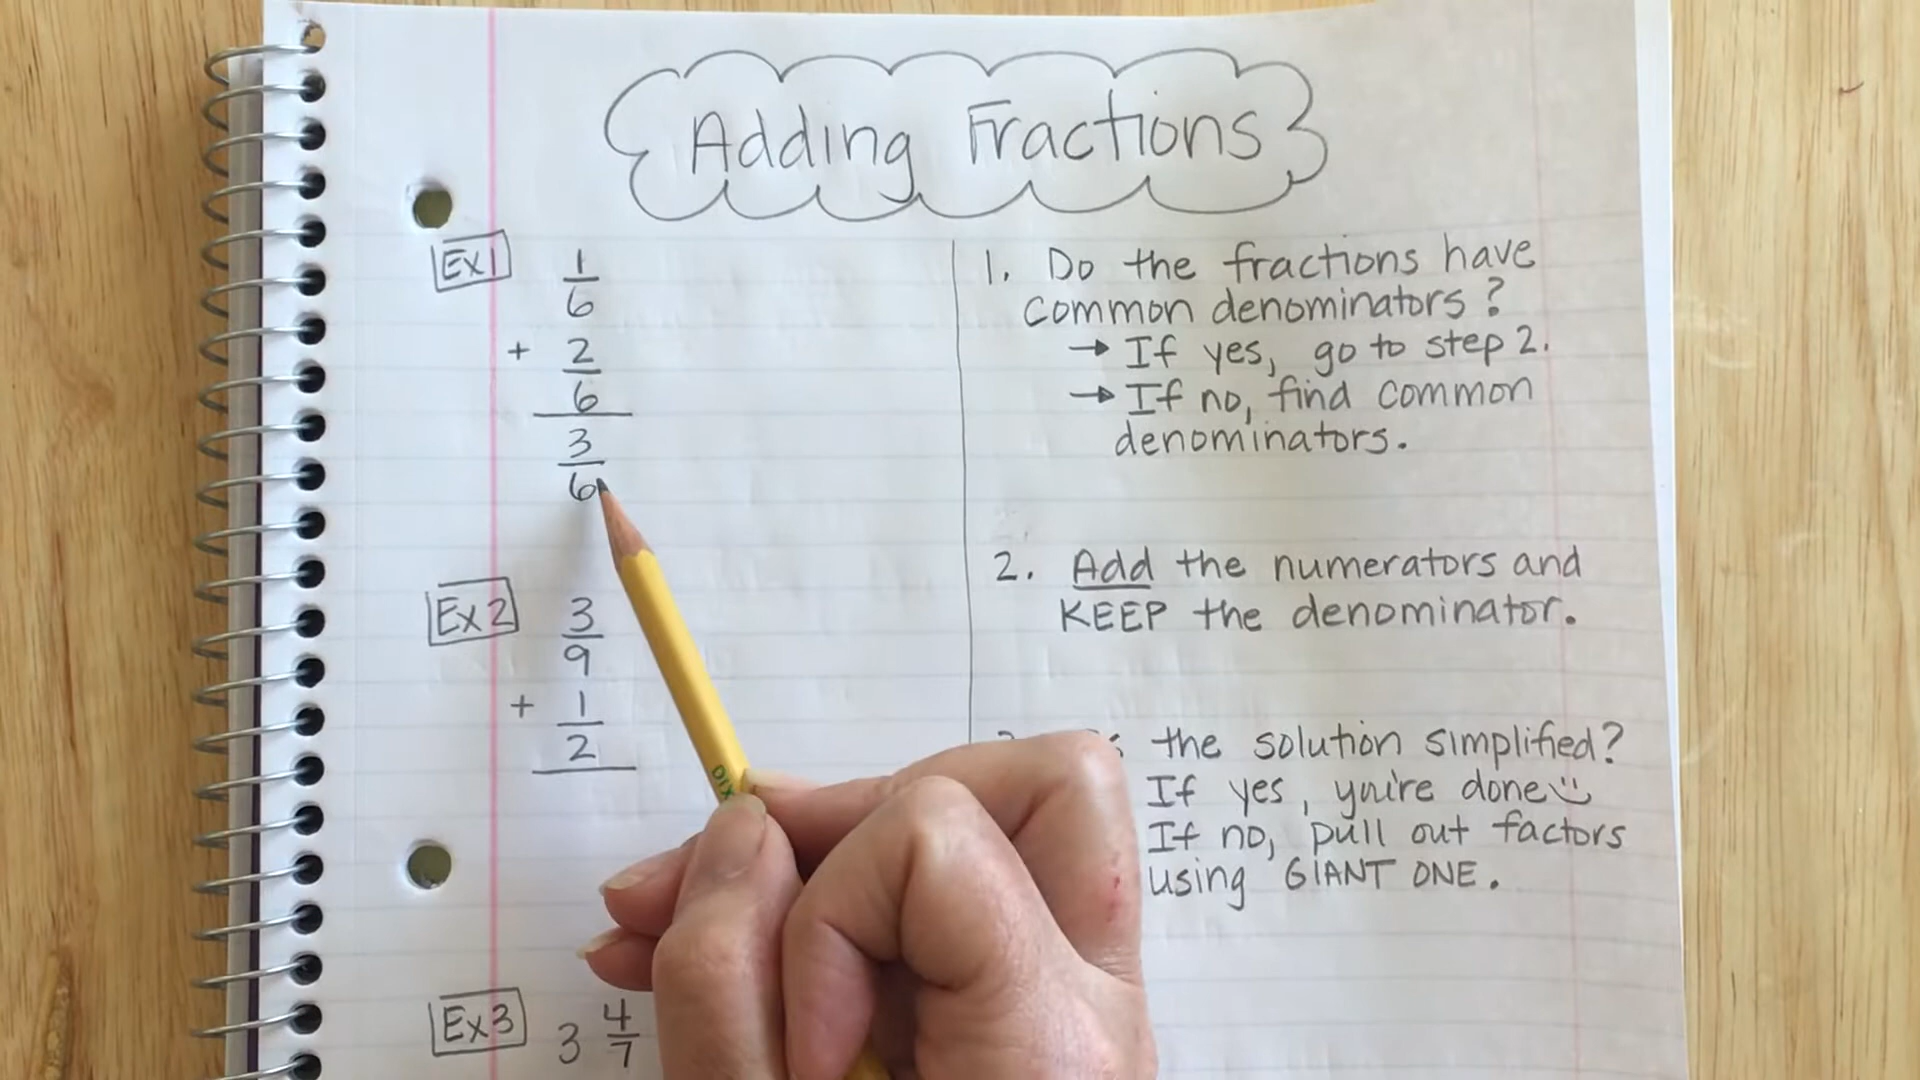 Adding Fractions
Ex1
1
6
+ 2
6
3
6
Ex2
3
9
+ 1
2
Ex3
3 4
7
1. Do the fractions have
common denominators?
→ If yes, go to step 2.
→ If no, find common
denominators.
2. Add the numerators and
KEEP the denominator.
the solution simplified?
If yes, you're done
If no, pull out factors
using GIANT ONE.
DIX